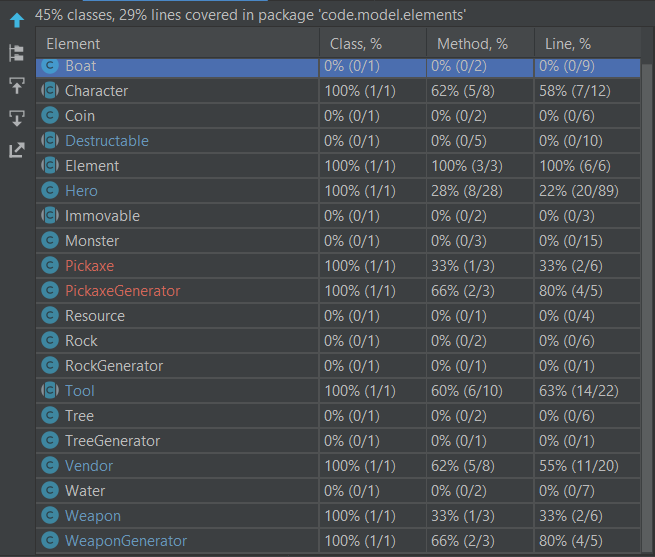 45% classes, 29% lines covered in package 'code.model.elements'
Element Class, % Method, % Line, %
Boat 0% (0/1) 0% (0/2) 0% (0/9)
Character 100% (1/1) 62% (5/8) 58% (7/12)
Coin 0% (0/1) 0% (0/2) 0% (0/6)
Destructable 0% (0/1) 0% (0/5) 0% (0/10)
Element 100% (1/1) 100% (3/3) 100% (6/6)
Hero 100% (1/1) 28% (8/28) 22% (20/89)
Immovable 0% (0/1) 0% (0/2) 0% (0/3)
Monster 0% (0/1) 0% (0/3) 0% (0/15)
Pickaxe 100% (1/1) 33% (1/3) 33% (2/6)
PickaxeGenerator 100% (1/1) 66% (2/3) 80% (4/5)
Resource 0% (0/1) 0% (0/1) 0% (0/4)
Rock 0% (0/1) 0% (0/2) 0% (0/6)
RockGenerator 0% (0/1) 0% (0/1) 0% (0/1)
Tool 100% (1/1) 60% (6/10) 63% (14/22)
Tree 0% (0/1) 0% (0/2) 0% (0/6)
TreeGenerator 0% (0/1) 0% (0/1) 0% (0/1)
Vendor 100% (1/1) 62% (5/8) 55% (11/20)
Water 0% (0/1) 0% (0/2) 0% (0/7)
Weapon 100% (1/1) 33% (1/3) 33% (2/6)
WeaponGenerator 100% (1/1) 66% (2/3) 80% (4/5)